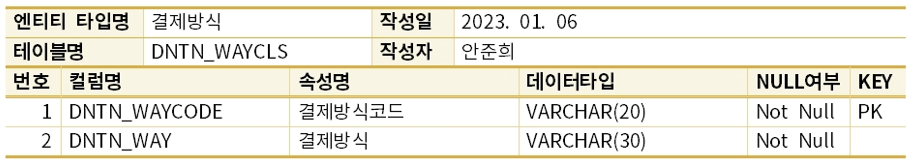 엔티티 타입명 결제방식 작성일 2023. 01. 06
테이블명 DNTN_WAYCLS 작성자 안준희
번호 컬럼명 속성명 데이터타입 NULL여부 KEY
1 DNTN_WAYCODE 결제방식코드 VARCHAR(20) Not Null PK
2 DNTN_WAY 결제방식 VARCHAR(30) Not Null